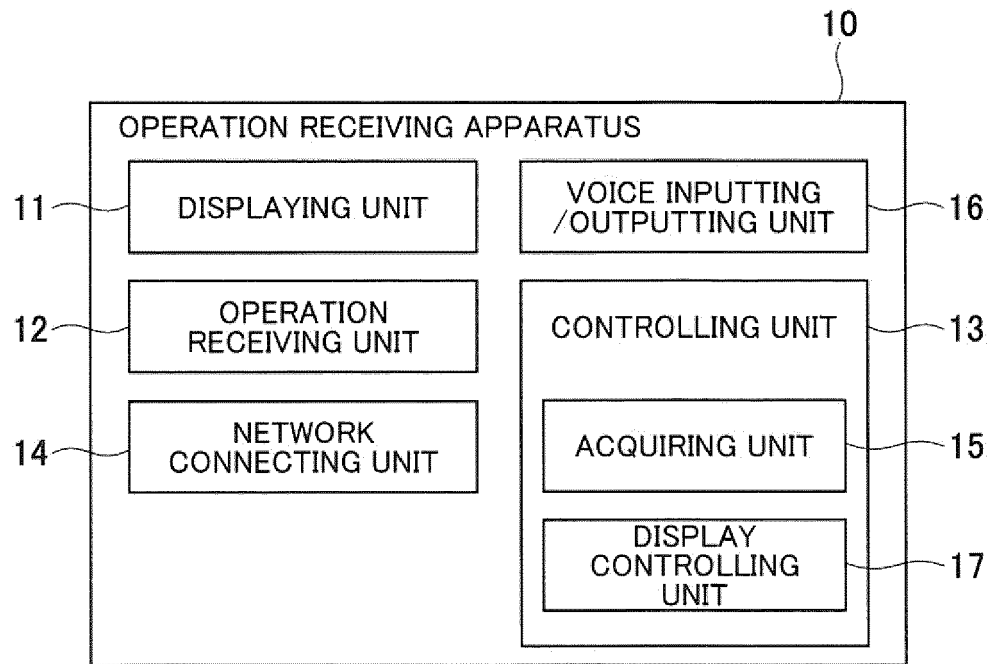 10
OPERATION RECEIVING APPARATUS
11
DISPLAYING UNIT
VOICE INPUTTING
/OUTPUTTING UNIT
16
12
OPERATION
RECEIVING UNIT
CONTROLLING UNIT
13
14
NETWORK
CONNECTING UNIT
ACQUIRING UNIT
15
DISPLAY
CONTROLLING
UNIT
17